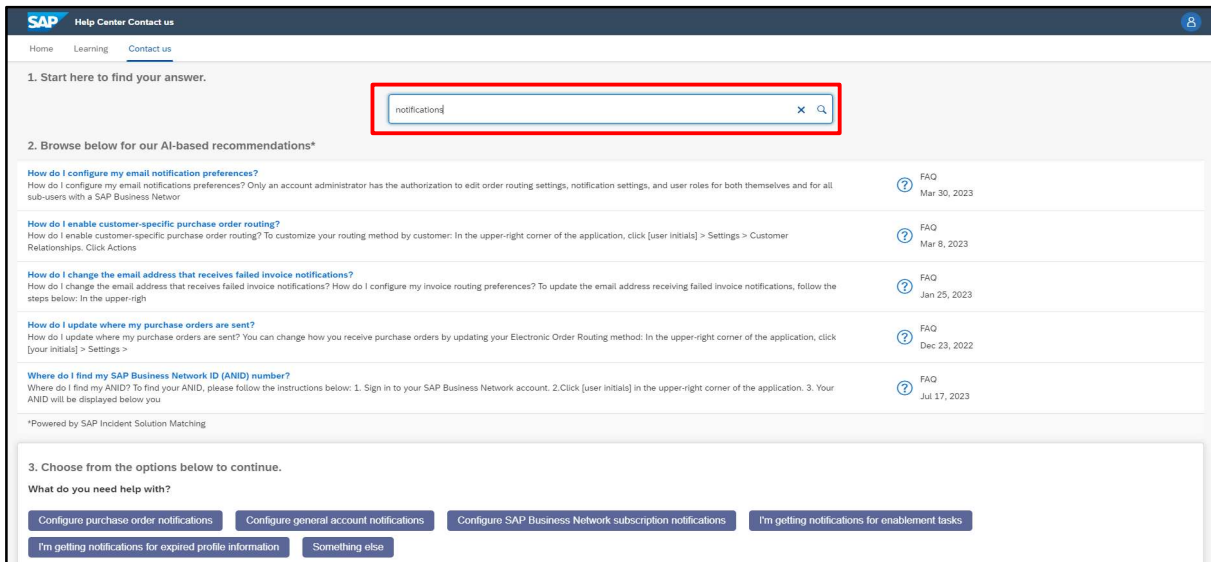 SAP Help Center Contact us
Home Learning Contact us
1. Start here to find your answer.
notifications
2. Browse below for our AI-based recommendations*
How do I configure my email notification preferences?
How do I configure my email notifications preferences? Only an account administrator has the authorization to edit order routing settings, notification settings, and user roles for both themselves and for all
sub-users with a SAP Business Networ
FAQ
Mar 30, 2023
How do I enable customer-specific purchase order routing?
How do I enable customer-specific purchase order routing? To customize your routing method by customer: In the upper-right corner of the application, click [user initials] > Settings > Customer
Relationships. Click Actions
FAQ
Mar 8, 2023
How do I change the email address that receives failed invoice notifications?
How do I change the email address that receives failed invoice notifications? How do I configure my invoice routing preferences? To update the email address receiving failed invoice notifications, follow the
steps below: In the upper-righ
FAQ
Jan 25, 2023
How do I update where my purchase orders are sent?
How do I update where my purchase orders are sent? You can change how you receive purchase orders by updating your Electronic Order Routing method: In the upper-right corner of the application, click
[your initials] > Settings >
FAQ
Dec 23, 2022
Where do I find my SAP Business Network ID (ANID) number?
Where do I find my ANID? To find your ANID, please follow the instructions below: 1. Sign in to your SAP Business Network account. 2.Click [user initials] in the upper-right corner of the application. 3. Your
ANID will be displayed below you
FAQ
Jul 17, 2023
*Powered by SAP Incident Solution Matching
3. Choose from the options below to continue.
What do you need help with?
Configure purchase order notifications Configure general account notifications Configure SAP Business Network subscription notifications I'm getting notifications for enablement tasks
I'm getting notifications for expired profile information Something else